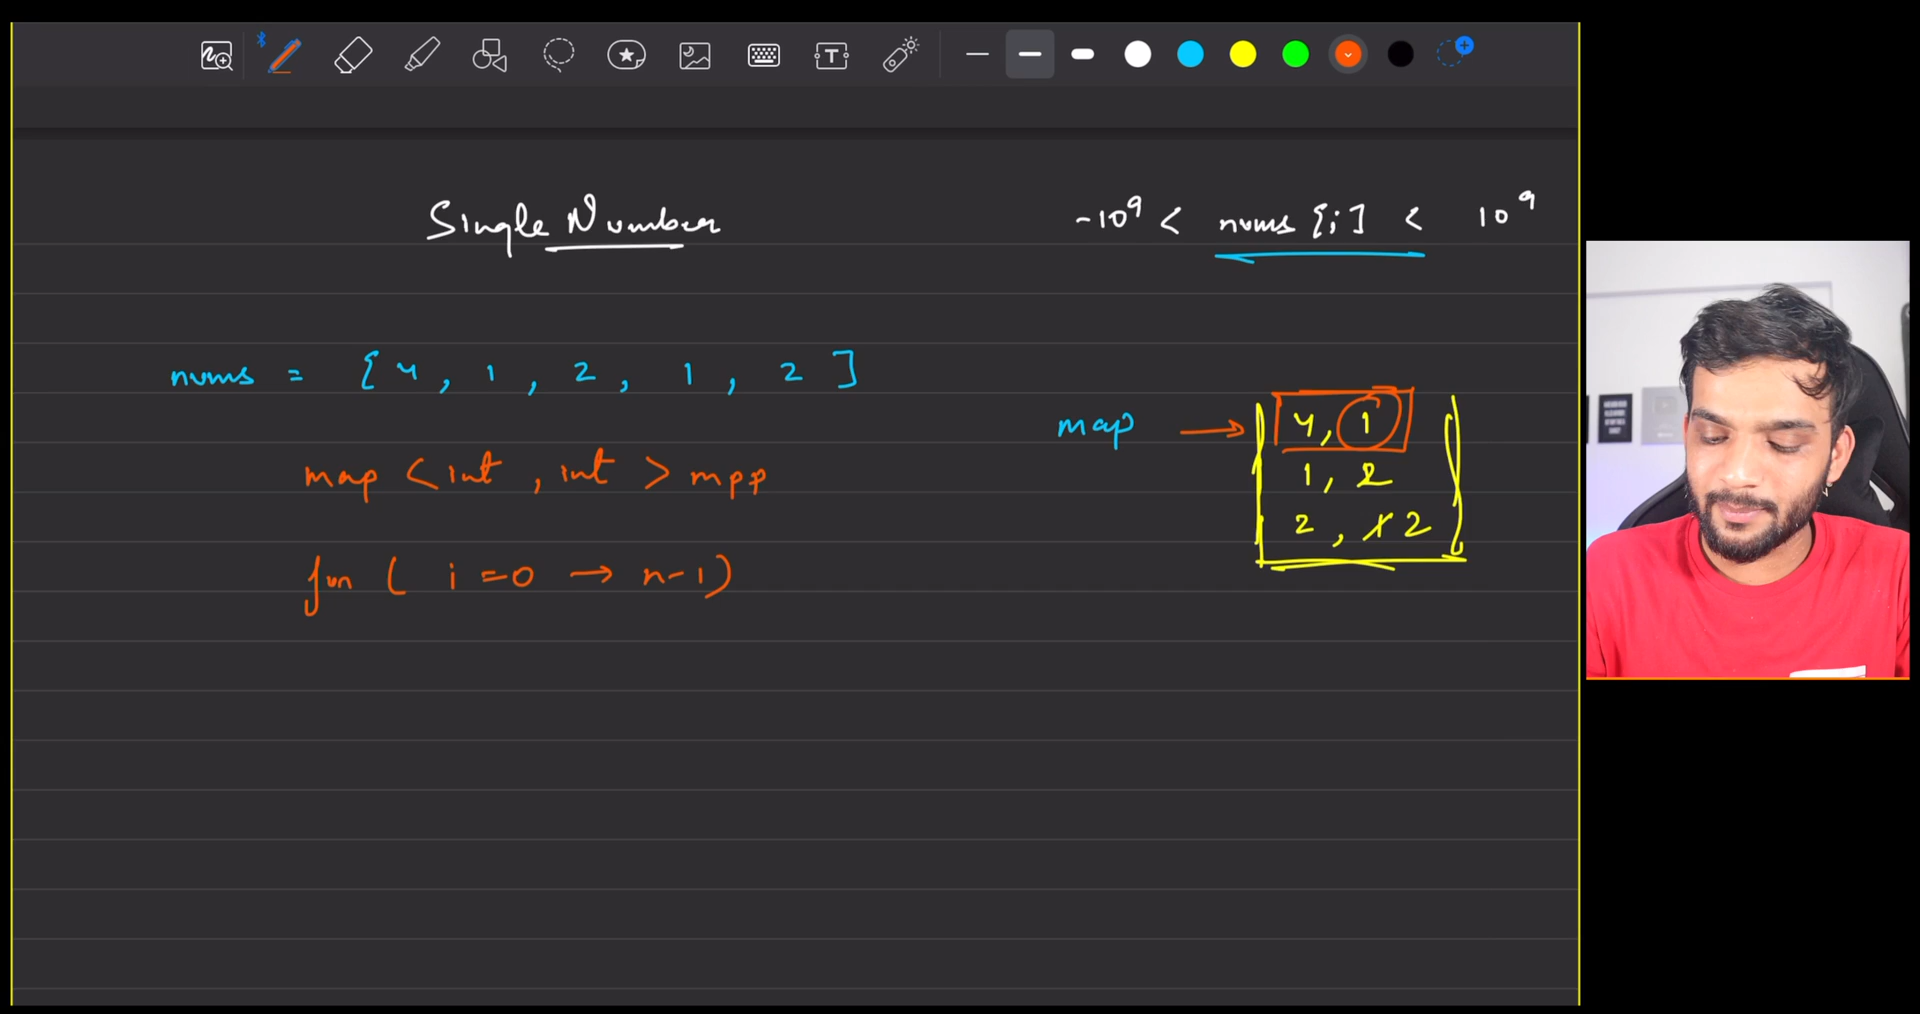 Single Number
-10⁹ < nums [i] < 10⁹
nums = [ 4 , 1 , 2 , 1 , 2 ]
map → 4, 1
1, 2
2, 1 2
map < int , int > mpp
for ( i = 0 → n-1 )